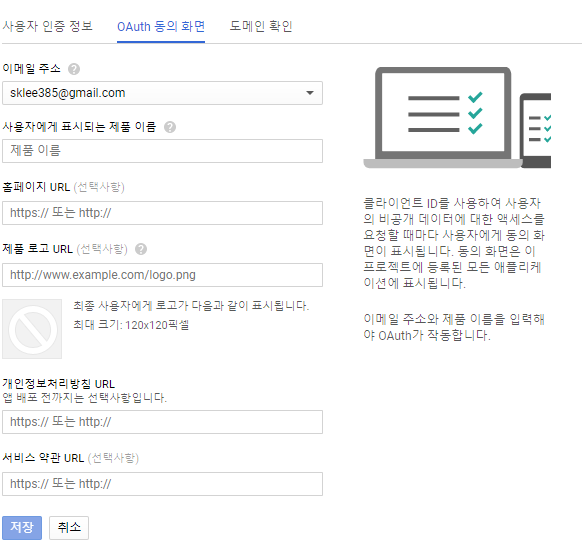 사용자 인증 정보 OAuth 동의 화면 도메인 확인
이메일 주소 ?
sklee385@gmail.com
사용자에게 표시되는 제품 이름 ?
제품 이름
홈페이지 URL (선택사항)
https:// 또는 http://
제품 로고 URL (선택사항) ?
http://www.example.com/logo.png
최종 사용자에게 로고가 다음과 같이 표시됩니다.
최대 크기: 120x120픽셀
개인정보처리방침 URL
앱 배포 전까지는 선택사항입니다.
https:// 또는 http://
서비스 약관 URL (선택사항)
https:// 또는 http://
저장 취소
클라이언트 ID를 사용하여 사용자
의 비공개 데이터에 대한 액세스를
요청할 때마다 사용자에게 동의 화
면이 표시됩니다. 동의 화면은 이
프로젝트에 등록된 모든 애플리케
이션에 표시됩니다.
이메일 주소와 제품 이름을 입력해
야 OAuth가 작동합니다.